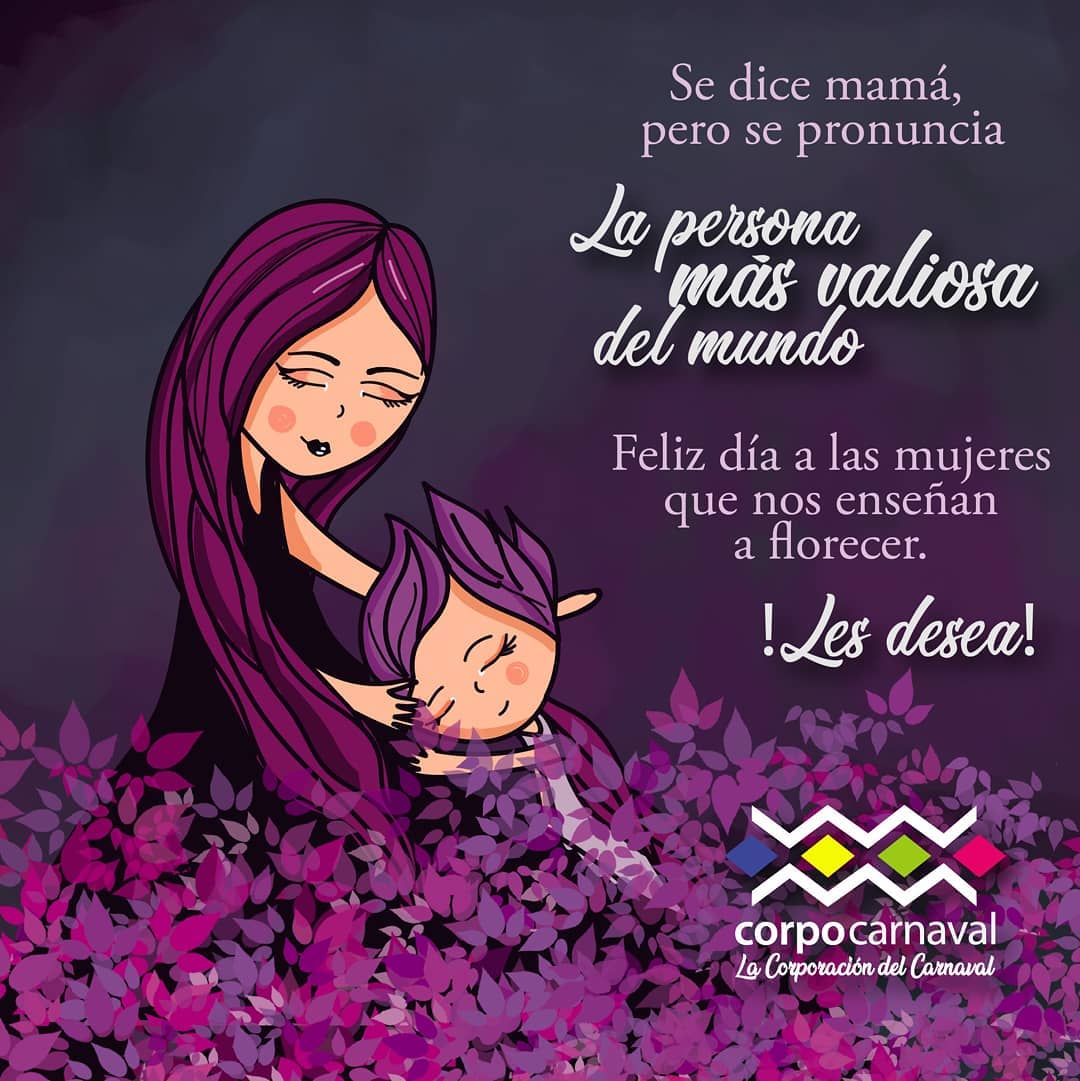 Se dice mamá,
pero se pronuncia
La persona
más valiosa
del mundo
Feliz día a las mujeres
que nos enseñan
a florecer.
!Les desea!
corpocarnaval
La Corporación del Carnaval